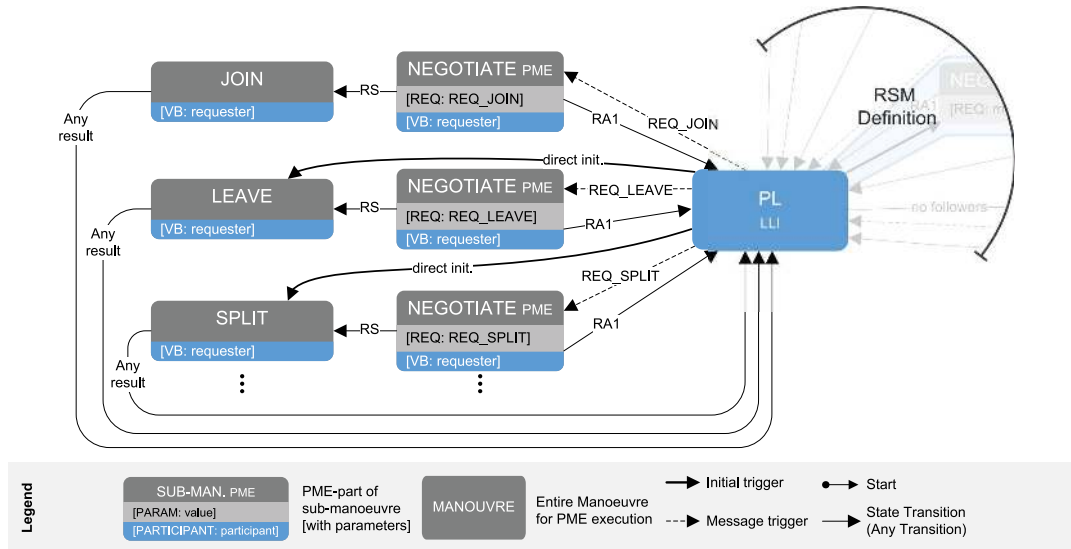 JOIN
[VB: requester]
Any
result
RS
NEGOTIATE PME
[REQ: REQ_JOIN]
[VB: requester]
RA1
REQ_JOIN
RSM
Definition
RA1
direct init.
LEAVE
[VB: requester]
Any
result
RS
NEGOTIATE PME
[REQ: REQ_LEAVE]
[VB: requester]
REQ_LEAVE
RA1
PL
LLI
no followers
direct init.
SPLIT
[VB: requester]
Any
result
RS
NEGOTIATE PME
[REQ: REQ_SPLIT]
[VB: requester]
REQ_SPLIT
RA1
Legend
SUB-MAN. PME
[PARAM: value]
[PARTICIPANT: participant]
PME-part of
sub-manoeuvre
[with parameters]
MANOUVRE
Entire Manoeuvre
for PME execution
Initial trigger
Message trigger
Start
State Transition
(Any Transition)